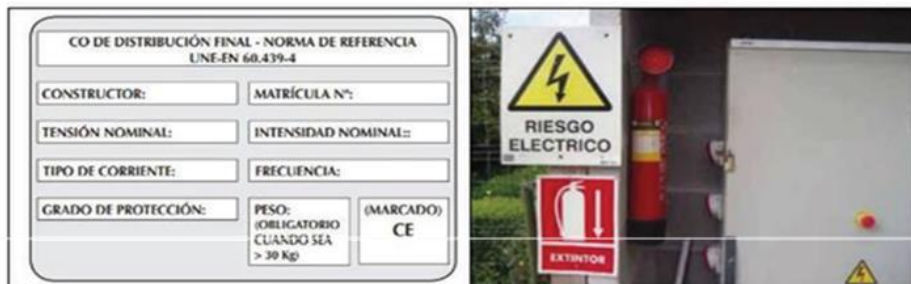 CO DE DISTRIBUCIÓN FINAL - NORMA DE REFERENCIA
UNE-EN 60.439-4
CONSTRUCTOR:
MATRÍCULA Nº:
TENSIÓN NOMINAL:
INTENSIDAD NOMINAL::
TIPO DE CORRIENTE:
FRECUENCIA:
GRADO DE PROTECCIÓN:
PESO:
(OBLIGATORIO
CUANDO SEA
> 30 Kg)
(MARCADO)
CE
RIESGO
ELECTRICO
EXTINTOR